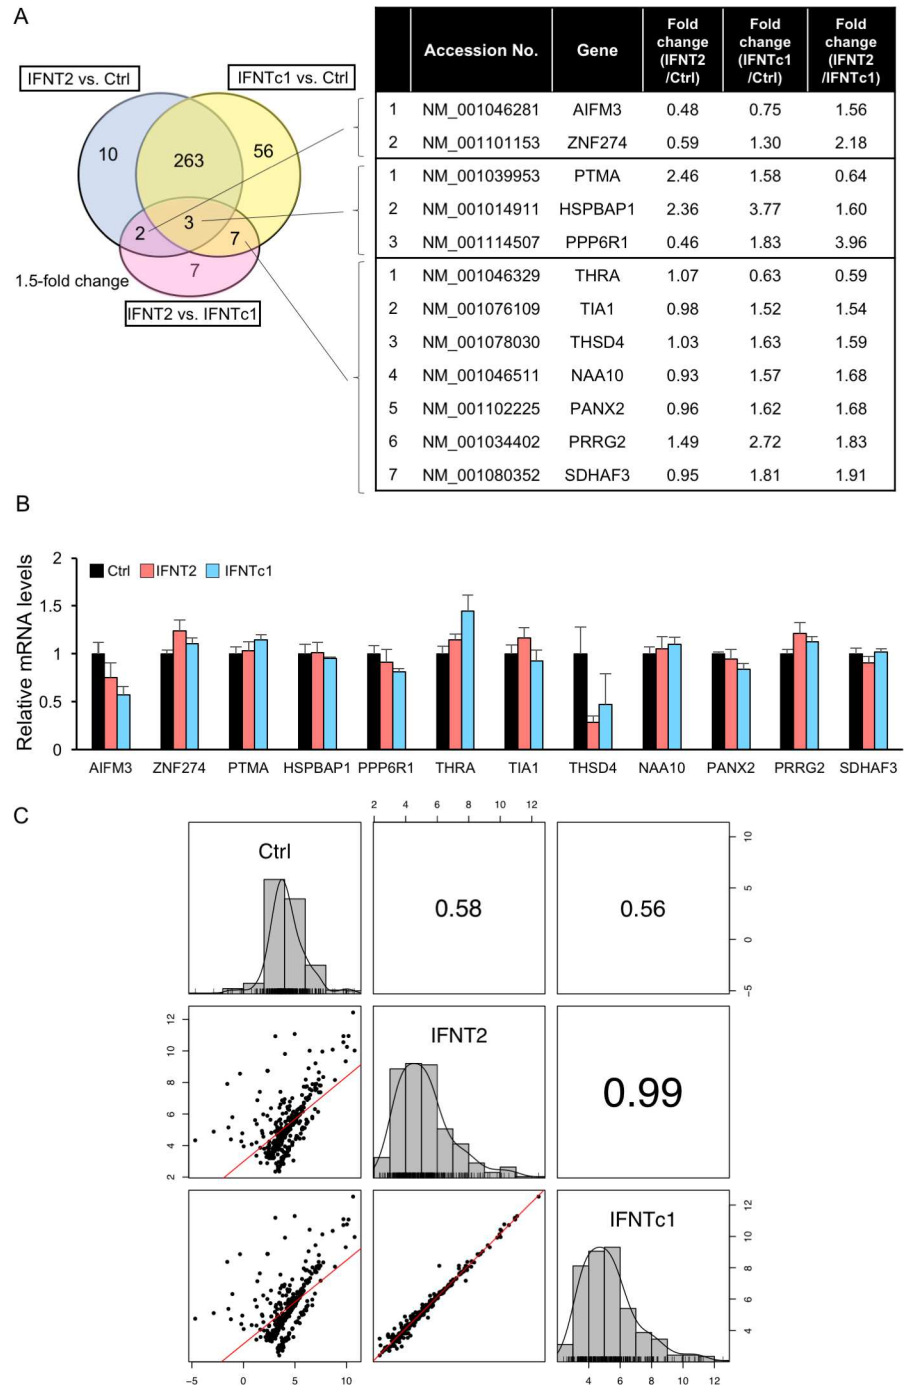 A
IFNT2 vs. Ctrl
IFNTc1 vs. Ctrl
10
263
56
2
3
7
7
1.5-fold change
IFNT2 vs. IFNTc1
Accession No. Gene Fold change (IFNT2 /Ctrl) Fold change (IFNTc1 /Ctrl) Fold change (IFNT2 /INFTc1)
1 NM_001046281 AIFM3 0.48 0.75 1.56
2 NM_001101153 ZNF274 0.59 1.30 2.18
1 NM_001039953 PTMA 2.46 1.58 0.64
2 NM_001014911 HSPBAP1 2.36 3.77 1.60
3 NM_001114507 PPP6R1 0.46 1.83 3.96
1 NM_001046329 THRA 1.07 0.63 0.59
2 NM_001076109 TIA1 0.98 1.52 1.54
3 NM_001078030 THSD4 1.03 1.63 1.59
4 NM_001046511 NAA10 0.93 1.57 1.68
5 NM_001102225 PANX2 0.96 1.62 1.68
6 NM_001034402 PRRG2 1.49 2.72 1.83
7 NM_001080352 SDHAF3 0.95 1.81 1.91
B
Relative mRNA levels
2
1.5
1
0.5
0
Ctrl IFNT2 IFNTc1
AIFM3 ZNF274 PTMA HSPBAP1 PPP6R1 THRA TIA1 THSD4 NAA10 PANX2 PRRG2 SDHAF3
C
2 4 6 8 10 12
Ctrl
0.58
0.56
10
5
0
−5
12
10
8
6
4
2
IFNT2
0.99
IFNTc1
12
10
8
6
4
−5 0 5 10
4 6 8 10 12